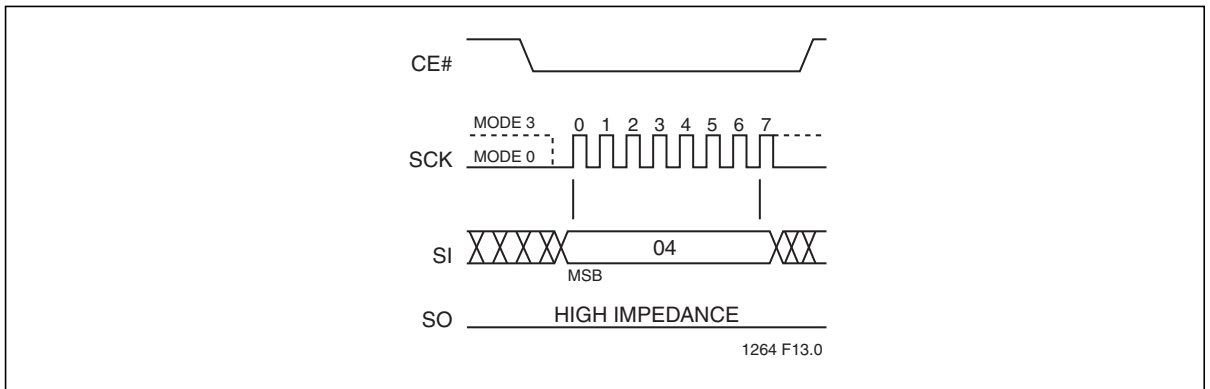 CE#
MODE 3 0 1 2 3 4 5 6 7
SCK MODE 0
SI 04
MSB
SO HIGH IMPEDANCE
1264 F13.0